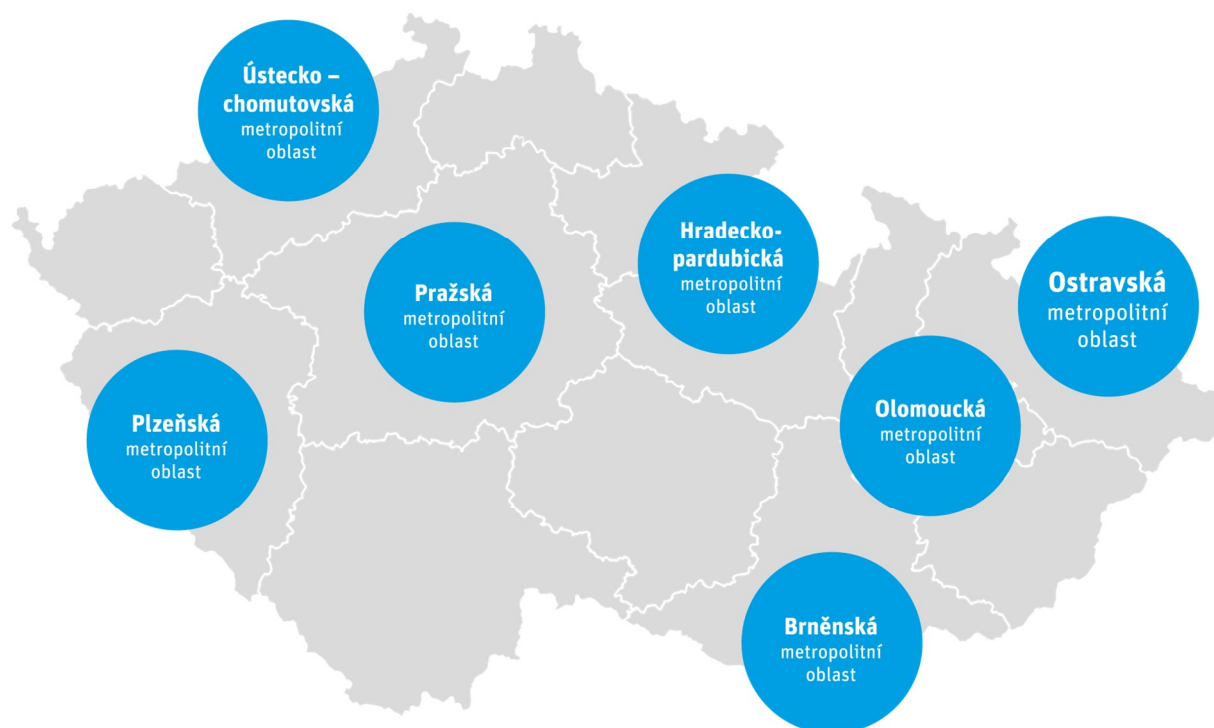 Ústecko –
chomutovská
metropolitní
oblast
Hradecko-
pardubická
metropolitní
oblast
Ostravská
metropolitní
oblast
Pražská
metropolitní
oblast
Olomoucká
metropolitní
oblast
Plzeňská
metropolitní
oblast
Brněnská
metropolitní
oblast